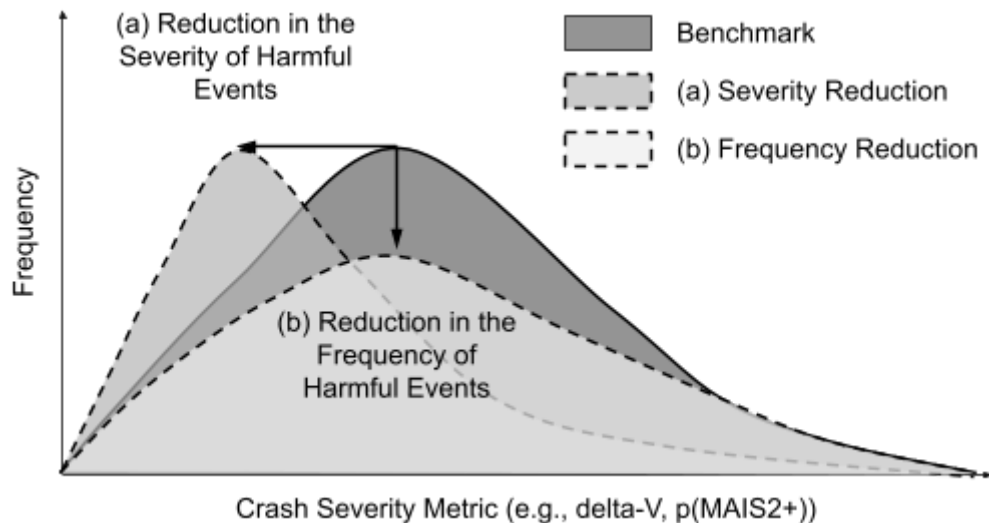 (a) Reduction in the
Severity of Harmful
Events
Benchmark
(a) Severity Reduction
(b) Frequency Reduction
Frequency
(b) Reduction in the
Frequency of
Harmful Events
Crash Severity Metric (e.g., delta-V, p(MAIS2+))